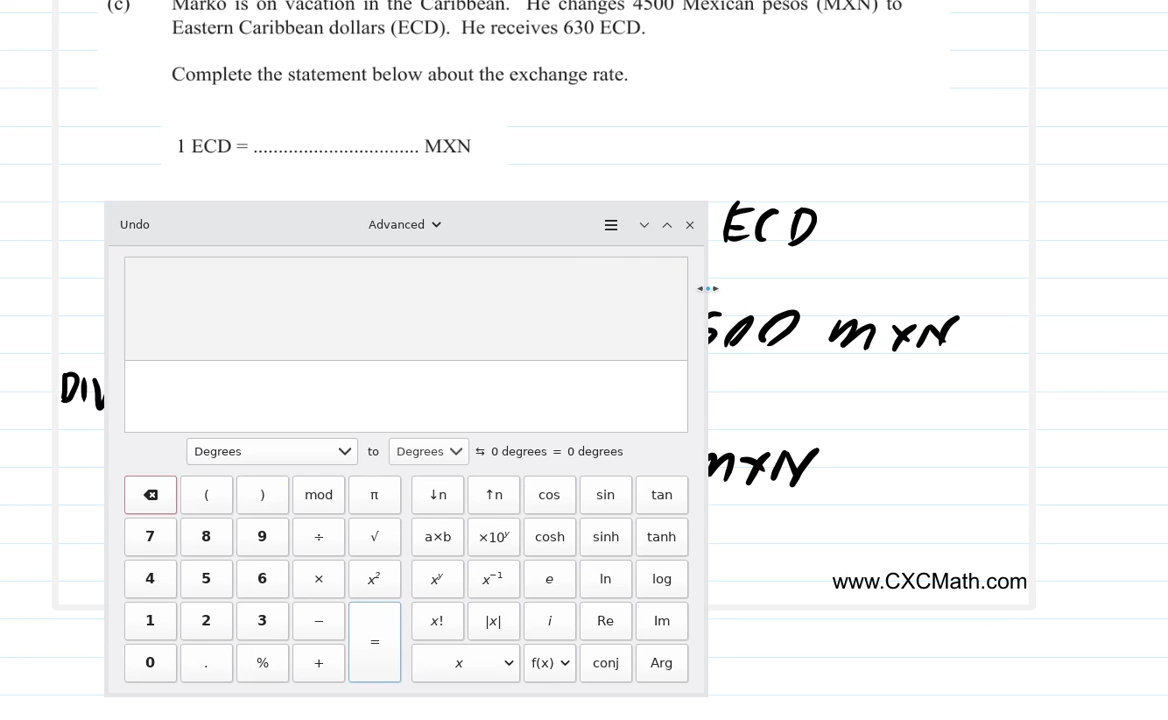 (c) Marko is on vacation in the Caribbean. He changes 4500 Mexican pesos (MXN) to
Eastern Caribbean dollars (ECD). He receives 630 ECD.
Complete the statement below about the exchange rate.
1 ECD = ................................. MXN
Undo Advanced
ECD
500 MXN
DIV
Degrees to Degrees ⇆ 0 degrees = 0 degrees
MXN
( ) mod π ↓n ↑n cos sin tan
7 8 9 ÷ √ a×b ×10ʸ cosh sinh tanh
4 5 6 × x² xʸ x⁻¹ e ln log
1 2 3 − = x! |x| i Re Im
0 . % + x f(x) conj Arg
www.CXCMath.com